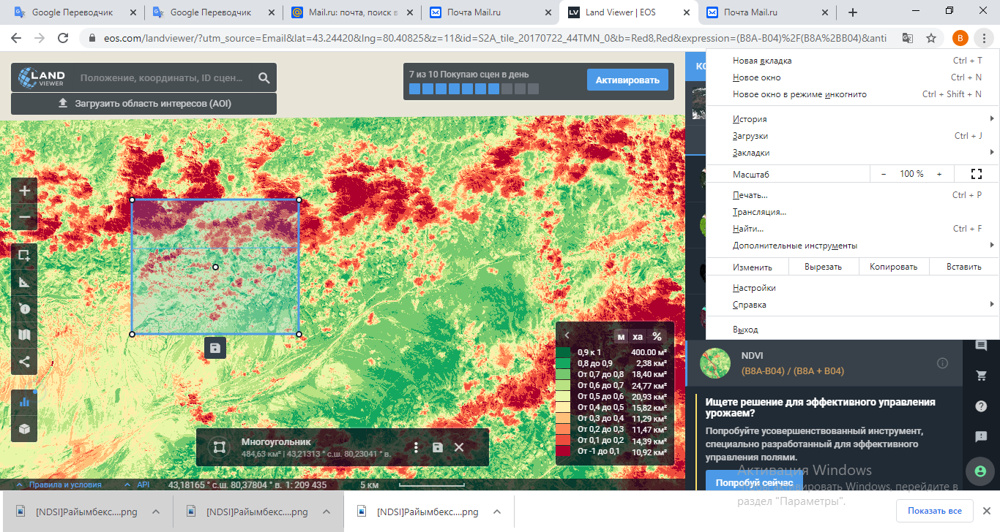 Google Переводчик
Google Переводчик
Mail.ru: почта, поиск в
Почта Mail.ru
LV Land Viewer | EOS
Почта Mail.ru
eos.com/landviewer/?utm_source=Email&lat=43.24420&lng=80.40825&z=11&id=S2A_tile_20170722_44TMN_0&b=Red8,Red&expression=(B8A-B04)%2F(B8A%2BB04)&anti
B
LAND
VIEWER
Положение, координаты, ID сцен...
Загрузить область интересов (AOI)
7 из 10 Покупаю сцен в день
Активировать
Новая вкладка Ctrl + T
Новое окно Ctrl + N
Новое окно в режиме инкогнито Ctrl + Shift + N
История
Загрузки Ctrl + J
Закладки
Масштаб – 100 % +
Печать... Ctrl + P
Трансляция...
Найти... Ctrl + F
Дополнительные инструменты
Изменить Вырезать Копировать Вставить
Настройки
Справка
Выход
м га %
0,9 к 1 400.00 м²
0,8 до 0,9 2,38 км²
От 0,7 до 0,8 18,40 км²
От 0,6 до 0,7 24,77 км²
От 0,5 до 0,6 20,93 км²
От 0,4 до 0,5 15,82 км²
От 0,3 до 0,4 11,29 км²
От 0,2 до 0,3 11,47 км²
От 0,1 до 0,2 14,39 км²
От -1 до 0,1 10,92 км²
NDVI
(B8A-B04) / (B8A + B04)
Ищете решение для эффективного управления
урожаем?
Попробуйте усовершенствованный инструмент,
специально разработанный для эффективного
управления полями.
Попробуй сейчас
Активация Windows
активировать Windows, перейдите в
раздел "Параметры".
Многоугольник
484,63 км² | 43,21313 ° с.ш. 80,23041 ° в.
Правила и условия
API
43,18165 ° с.ш. 80,37804 ° в. 1: 209 435
5 км
[NDSI]Райымбекс....png
[NDSI]Райымбекс....png
[NDSI]Райымбекс....png
Показать все